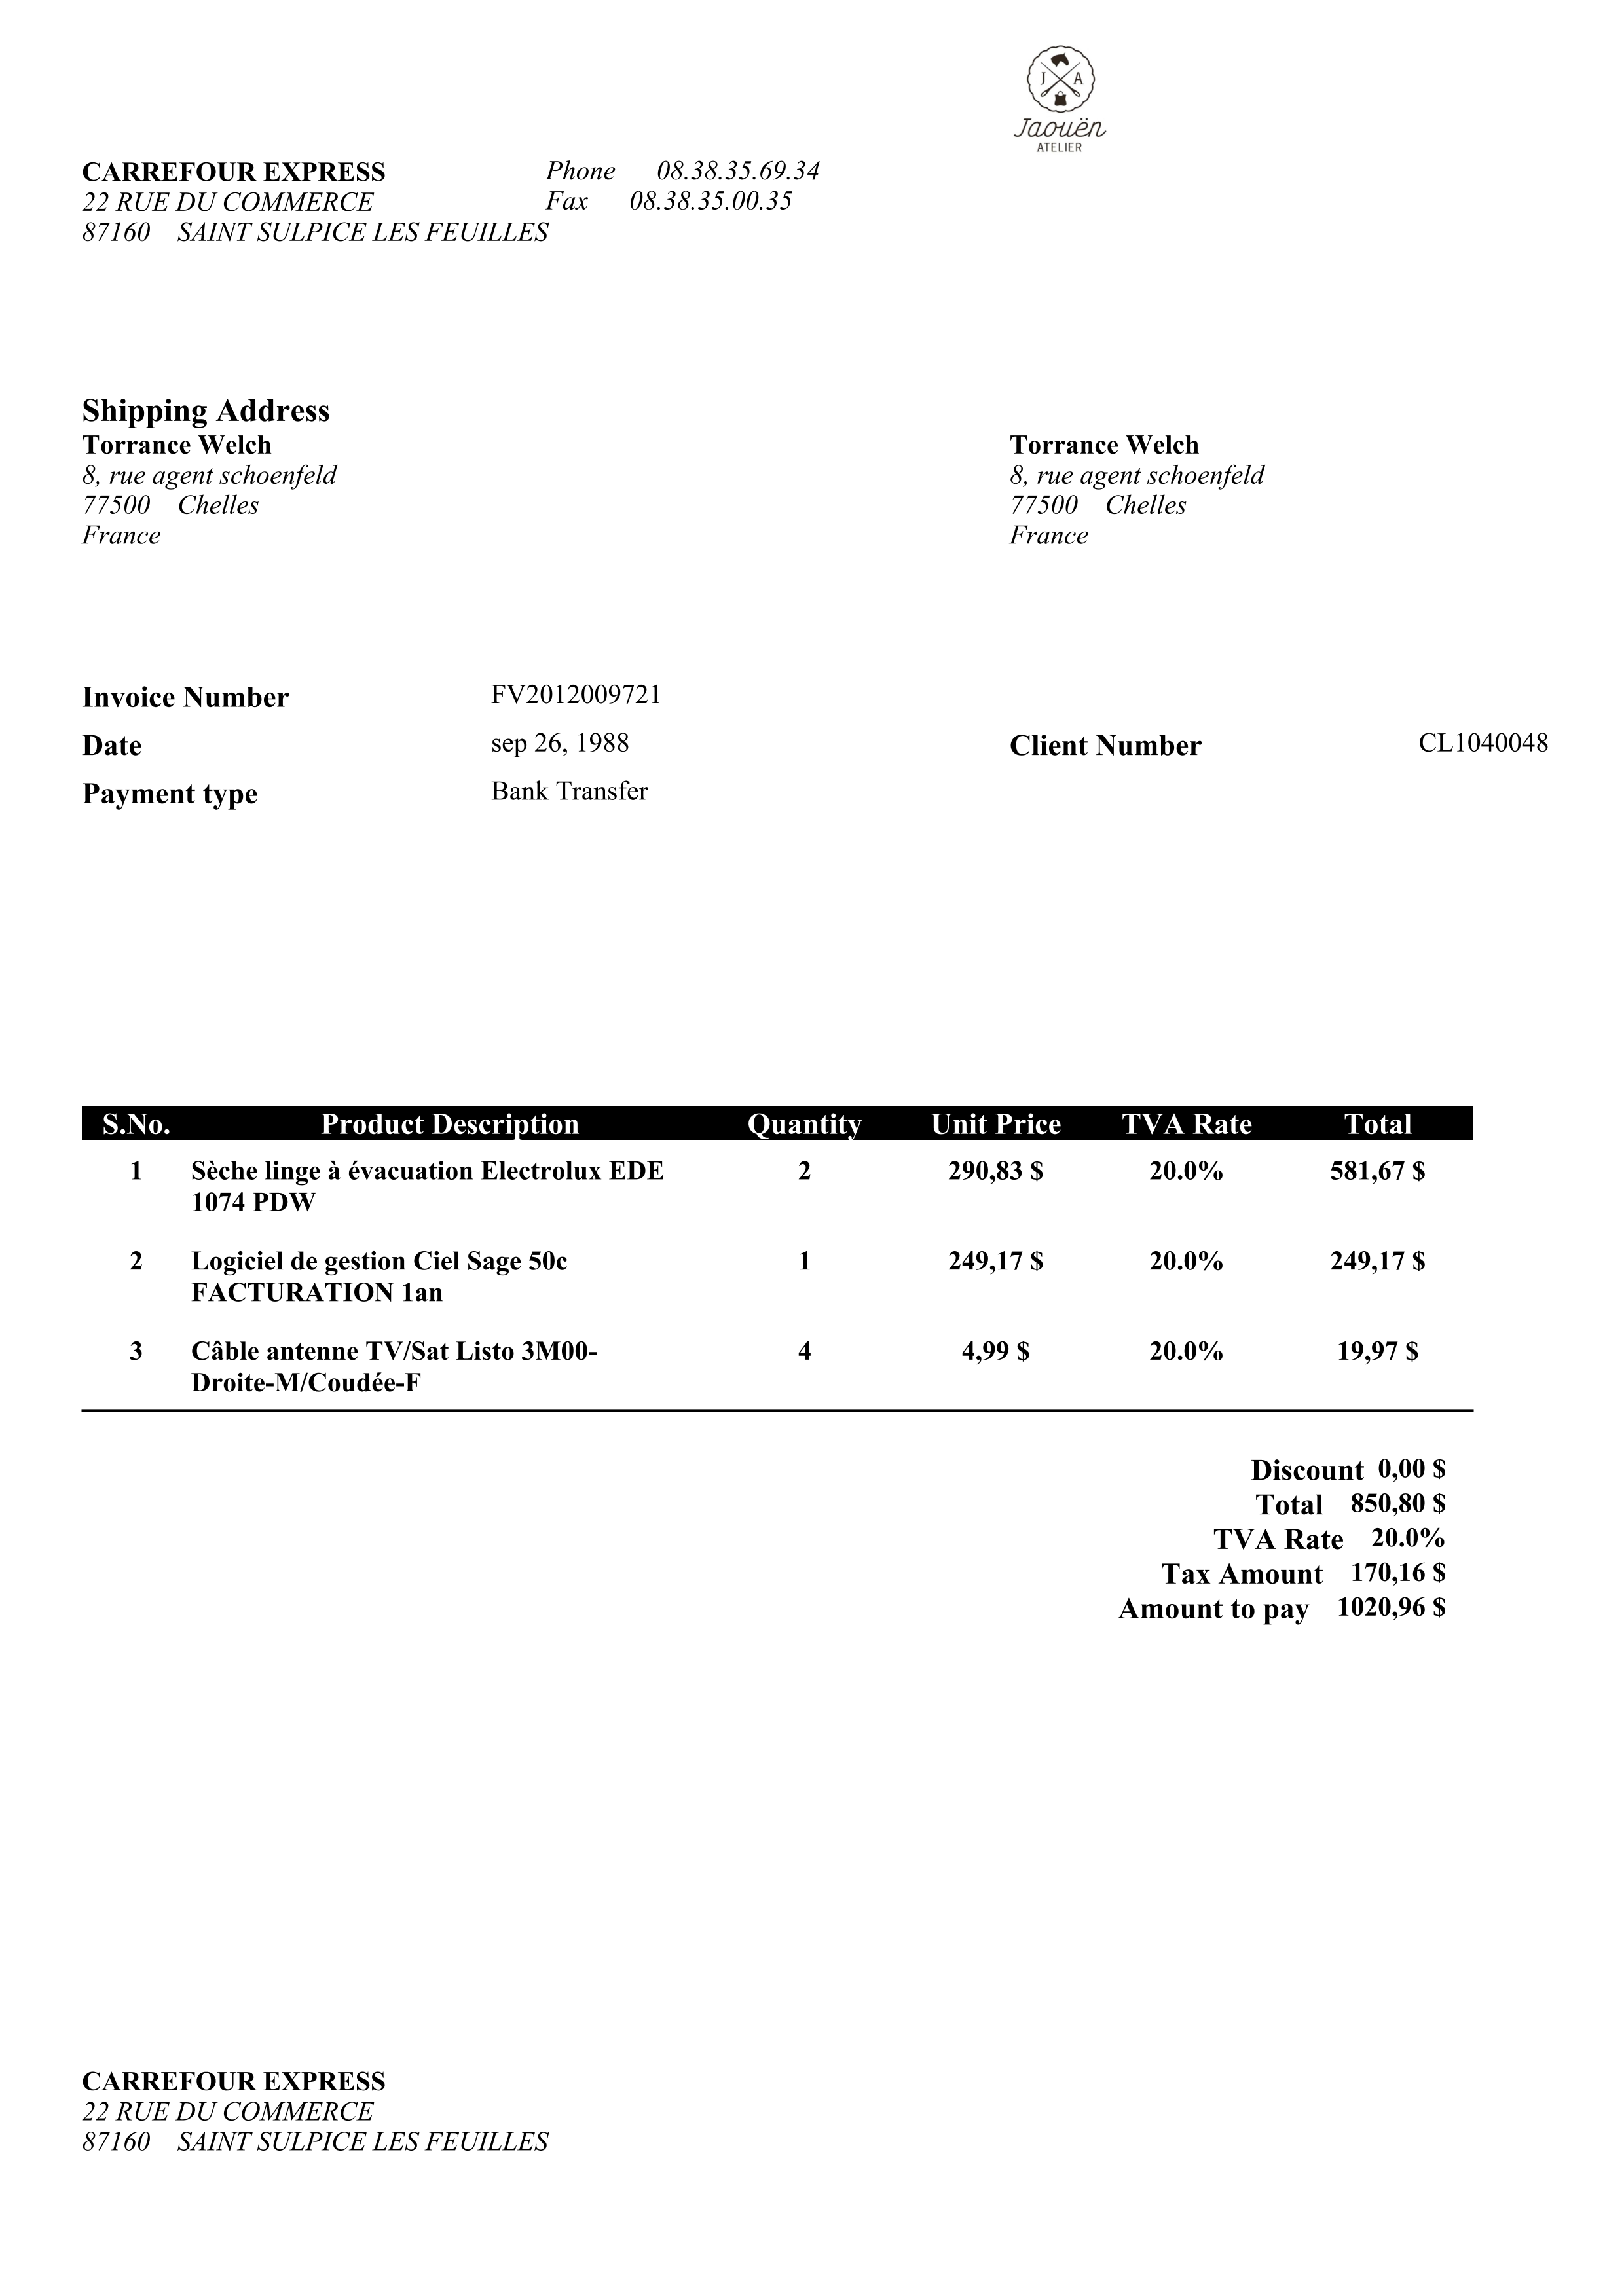 J A
Jaouën
ATELIER
CARREFOUR EXPRESS
22 RUE DU COMMERCE
87160 SAINT SULPICE LES FEUILLES
Phone 08.38.35.69.34
Fax 08.38.35.00.35
Shipping Address
Torrance Welch
8, rue agent schoenfeld
77500 Chelles
France
Torrance Welch
8, rue agent schoenfeld
77500 Chelles
France
Invoice Number FV2012009721
Date sep 26, 1988
Client Number CL1040048
Payment type Bank Transfer
S.No. Product Description Quantity Unit Price TVA Rate Total
1 Sèche linge à évacuation Electrolux EDE 2 290,83 $ 20.0% 581,67 $
1074 PDW
2 Logiciel de gestion Ciel Sage 50c 1 249,17 $ 20.0% 249,17 $
FACTURATION 1an
3 Câble antenne TV/Sat Listo 3M00- 4 4,99 $ 20.0% 19,97 $
Droite-M/Coudée-F
Discount 0,00 $
Total 850,80 $
TVA Rate 20.0%
Tax Amount 170,16 $
Amount to pay 1020,96 $
CARREFOUR EXPRESS
22 RUE DU COMMERCE
87160 SAINT SULPICE LES FEUILLES